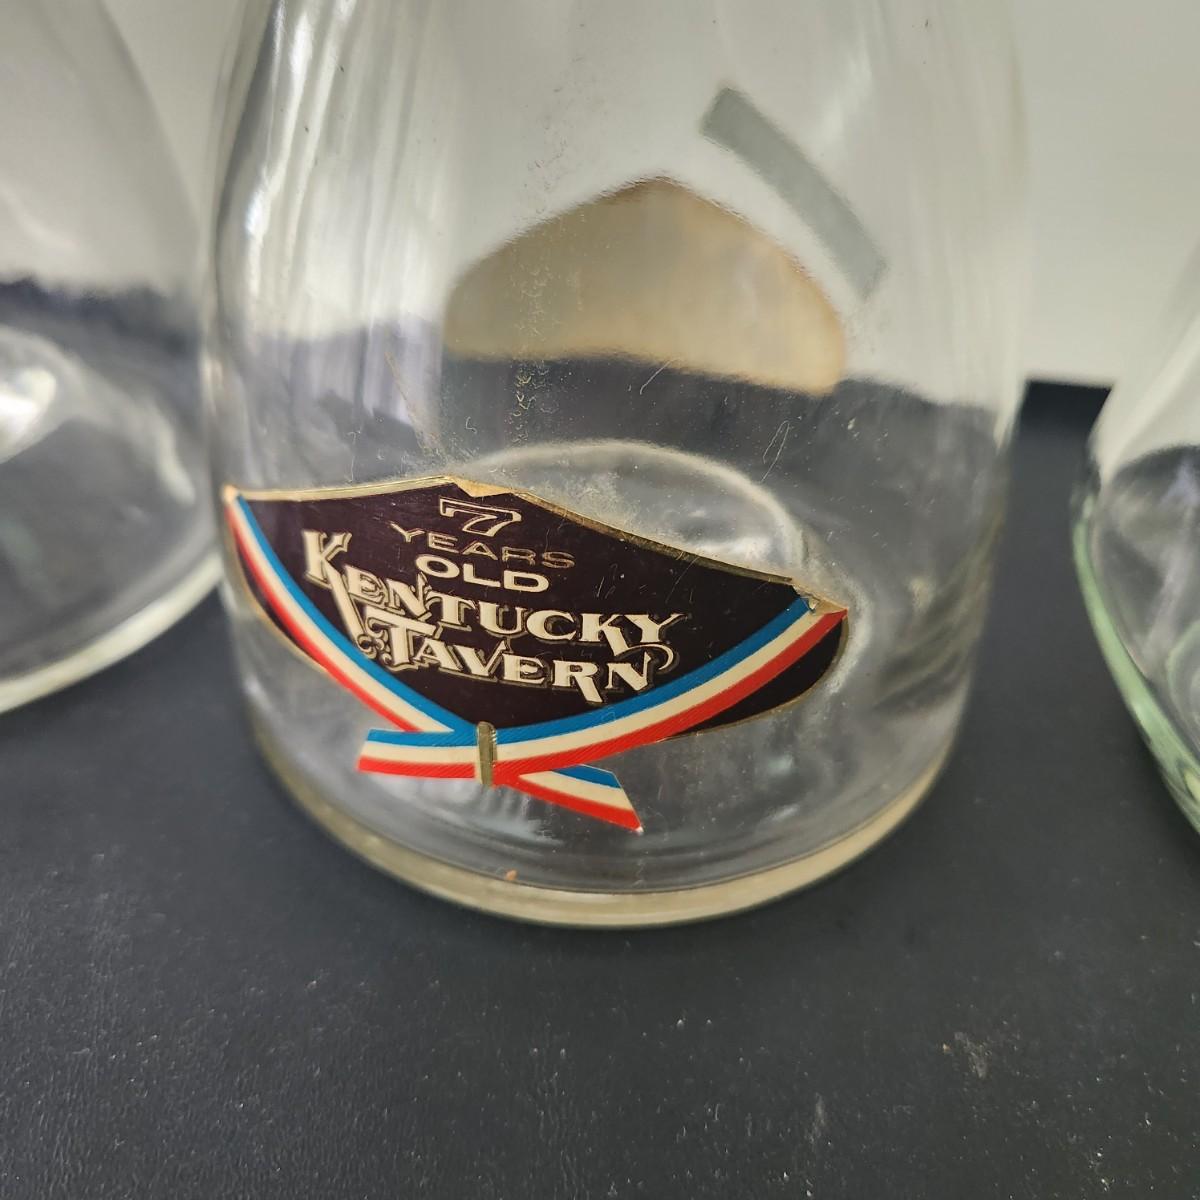 7
YEARS
OLD
KENTUCKY
TAVERN